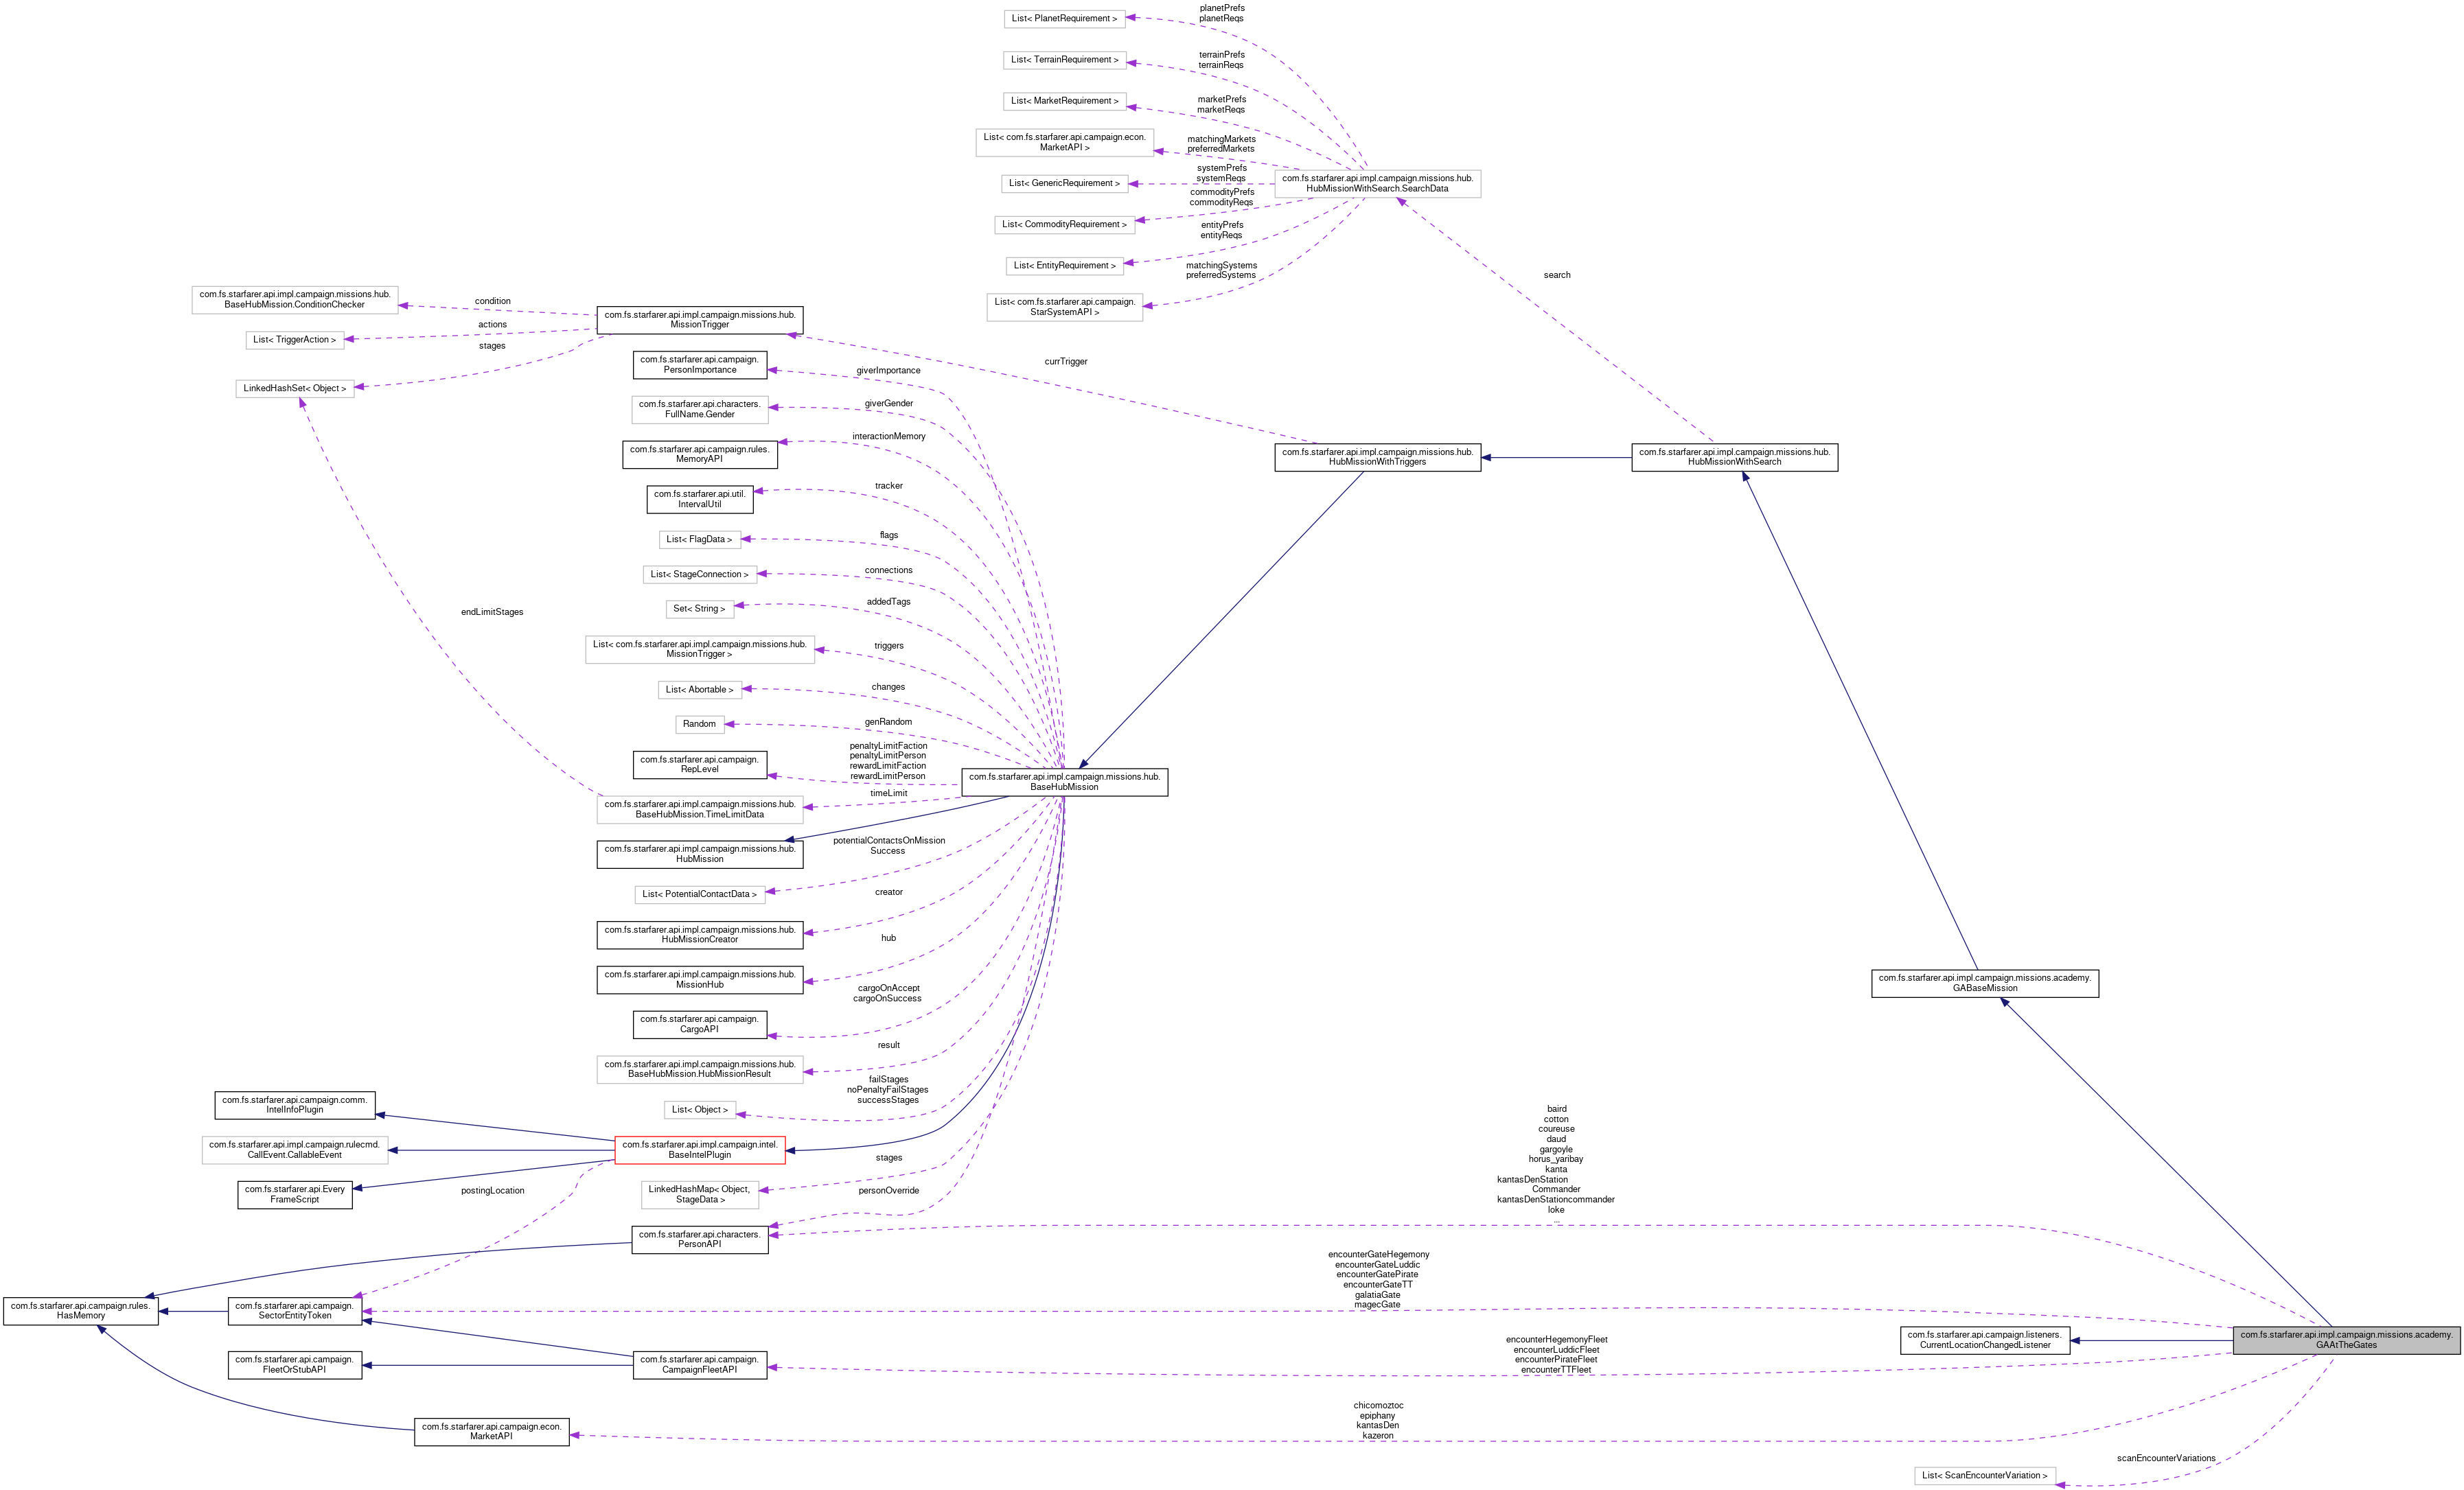 List< PlanetRequirement >
planetPrefs
planetReqs
List< TerrainRequirement >
terrainPrefs
terrainReqs
List< MarketRequirement >
marketPrefs
marketReqs
List< com.fs.starfarer.api.campaign.econ.
MarketAPI >
matchingMarkets
preferredMarkets
List< GenericRequirement >
systemPrefs
systemReqs
com.fs.starfarer.api.impl.campaign.missions.hub.
HubMissionWithSearch.SearchData
List< CommodityRequirement >
commodityPrefs
commodityReqs
List< EntityRequirement >
entityPrefs
entityReqs
List< com.fs.starfarer.api.campaign.
StarSystemAPI >
matchingSystems
preferredSystems
search
com.fs.starfarer.api.impl.campaign.missions.hub.
BaseHubMission.ConditionChecker
condition
com.fs.starfarer.api.impl.campaign.missions.hub.
MissionTrigger
List< TriggerAction >
actions
stages
LinkedHashSet< Object >
com.fs.starfarer.api.campaign.
PersonImportance
giverImportance
currTrigger
com.fs.starfarer.api.characters.
FullName.Gender
giverGender
com.fs.starfarer.api.campaign.rules.
MemoryAPI
interactionMemory
com.fs.starfarer.api.impl.campaign.missions.hub.
HubMissionWithTriggers
com.fs.starfarer.api.impl.campaign.missions.hub.
HubMissionWithSearch
com.fs.starfarer.api.util.
IntervalUtil
tracker
List< FlagData >
flags
List< StageConnection >
connections
Set< String >
addedTags
endLimitStages
List< com.fs.starfarer.api.impl.campaign.missions.hub.
MissionTrigger >
triggers
List< Abortable >
changes
Random
genRandom
com.fs.starfarer.api.campaign.
RepLevel
penaltyLimitFaction
penaltyLimitPerson
rewardLimitFaction
rewardLimitPerson
com.fs.starfarer.api.impl.campaign.missions.hub.
BaseHubMission
com.fs.starfarer.api.impl.campaign.missions.hub.
BaseHubMission.TimeLimitData
timeLimit
com.fs.starfarer.api.impl.campaign.missions.hub.
HubMission
potentialContactsOnMission
Success
List< PotentialContactData >
creator
com.fs.starfarer.api.impl.campaign.missions.hub.
HubMissionCreator
hub
com.fs.starfarer.api.impl.campaign.missions.hub.
MissionHub
cargoOnAccept
cargoOnSuccess
com.fs.starfarer.api.campaign.
CargoAPI
com.fs.starfarer.api.impl.campaign.missions.academy.
GABaseMission
result
com.fs.starfarer.api.impl.campaign.missions.hub.
BaseHubMission.HubMissionResult
failStages
noPenaltyFailStages
successStages
List< Object >
com.fs.starfarer.api.campaign.comm.
IntelInfoPlugin
com.fs.starfarer.api.impl.campaign.rulecmd.
CallEvent.CallableEvent
com.fs.starfarer.api.impl.campaign.intel.
BaseIntelPlugin
com.fs.starfarer.api.Every
FrameScript
postingLocation
stages
LinkedHashMap< Object,
StageData >
personOverride
com.fs.starfarer.api.characters.
PersonAPI
baird
cotton
coureuse
daud
gargoyle
horus_yaribay
kanta
kantasDenStation
Commander
kantasDenStationcommander
loke
...
com.fs.starfarer.api.campaign.rules.
HasMemory
com.fs.starfarer.api.campaign.
SectorEntityToken
encounterGateHegemony
encounterGateLuddic
encounterGatePirate
encounterGateTT
galatiaGate
magecGate
com.fs.starfarer.api.campaign.
FleetOrStubAPI
com.fs.starfarer.api.campaign.
CampaignFleetAPI
encounterHegemonyFleet
encounterLuddicFleet
encounterPirateFleet
encounterTTFleet
com.fs.starfarer.api.campaign.listeners.
CurrentLocationChangedListener
com.fs.starfarer.api.impl.campaign.missions.academy.
GAAtTheGates
com.fs.starfarer.api.campaign.econ.
MarketAPI
chicomoztoc
epiphany
kantasDen
kazeron
scanEncounterVariations
List< ScanEncounterVariation >